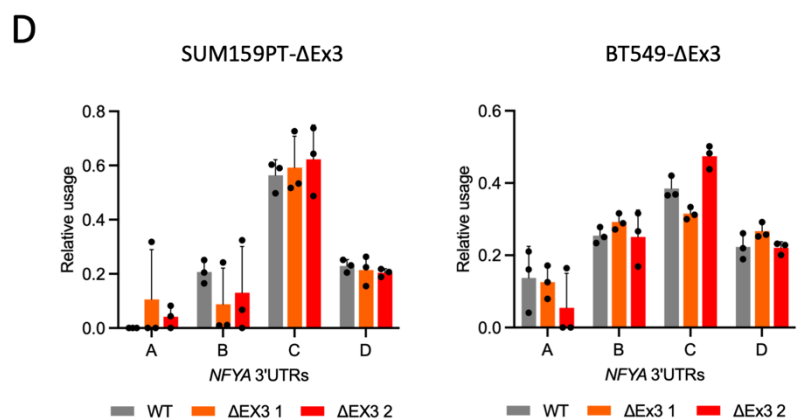 D
SUM159PT-ΔEx3
0.8
0.6
0.4
0.2
0.0
Relative usage
A B C D
NFYA 3'UTRs
WT ΔEX3 1 ΔEX3 2
BT549-ΔEx3
0.6
0.4
0.2
0.0
Relative usage
A B C D
NFYA 3'UTRs
WT ΔEx3 1 ΔEx3 2